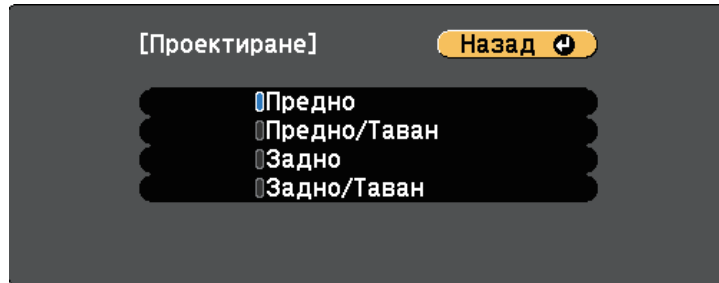 [Проектиране] Назад
Предно
Предно/Таван
Задно
Задно/Таван